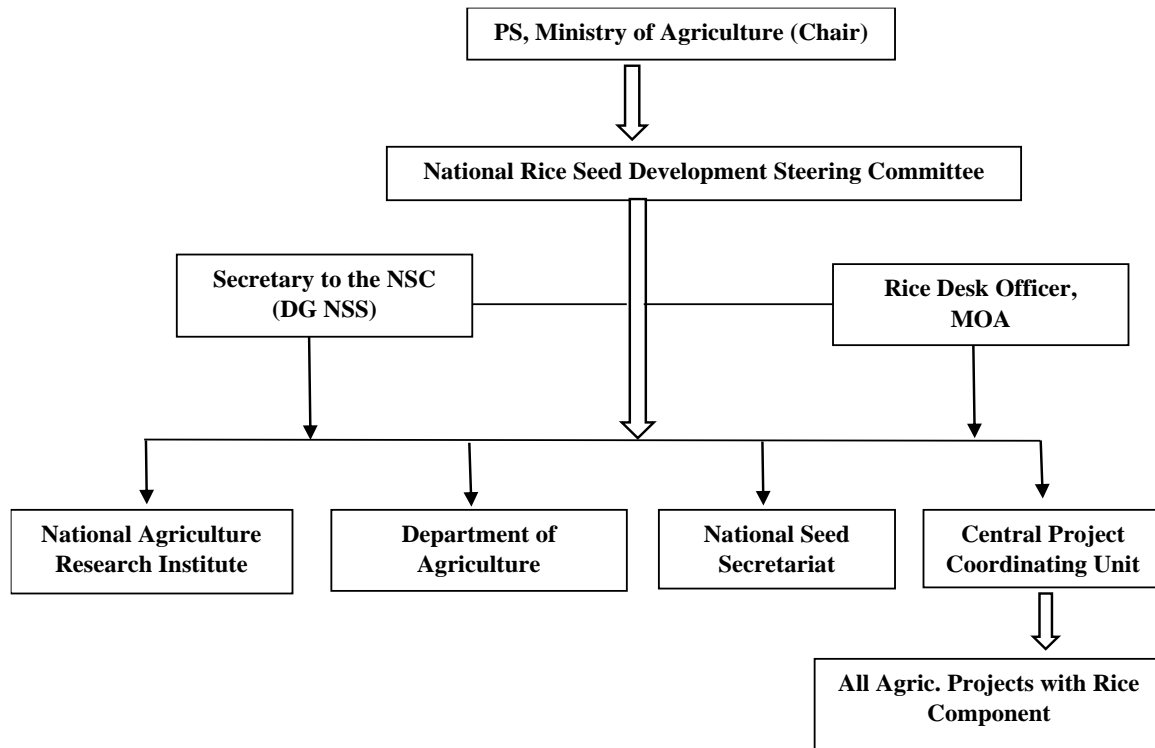 PS, Ministry of Agriculture (Chair)
National Rice Seed Development Steering Committee
Secretary to the NSC
(DG NSS)
Rice Desk Officer,
MOA
National Agriculture
Research Institute
Department of
Agriculture
National Seed
Secretariat
Central Project
Coordinating Unit
All Agric. Projects with Rice
Component